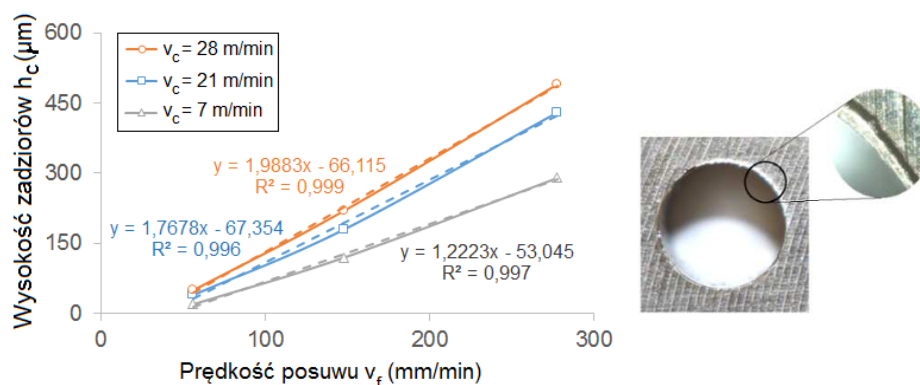 Wysokość zadziorów h_c (μm)
600
450
300
150
0
v_c = 28 m/min
v_c = 21 m/min
v_c = 7 m/min
y = 1,9883x - 66,115
R² = 0,999
y = 1,7678x - 67,354
R² = 0,996
y = 1,2223x - 53,045
R² = 0,997
0 100 200 300
Prędkość posuwu v_f (mm/min)